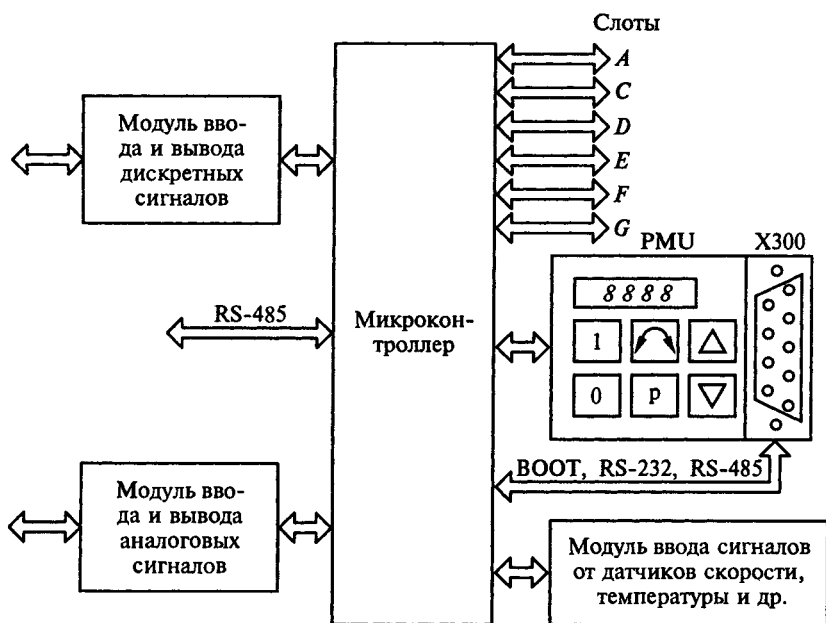 Слоты
A
C
D
E
F
G
Модуль вво-
да и вывода
дискретных
сигналов
PMU
X300
8888
1
0
р
RS-485
Микрокон-
троллер
BOOT, RS-232, RS-485
Модуль вво-
да и вывода
аналоговых
сигналов
Модуль ввода сигналов
от датчиков скорости,
температуры и др.